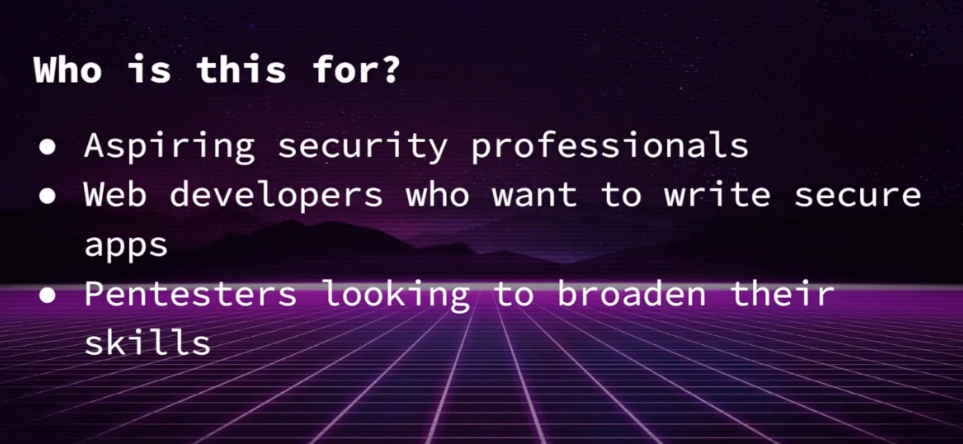 Who is this for?
● Aspiring security professionals
● Web developers who want to write secure
apps
● Pentesters looking to broaden their
skills